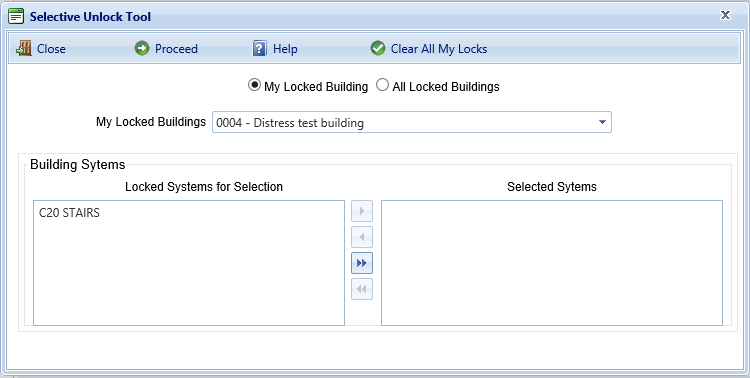 Selective Unlock Tool
Close Proceed Help Clear All My Locks
My Locked Building All Locked Buildings
My Locked Buildings 0004 - Distress test building
Building Sytems
Locked Systems for Selection Selected Sytems
C20 STAIRS